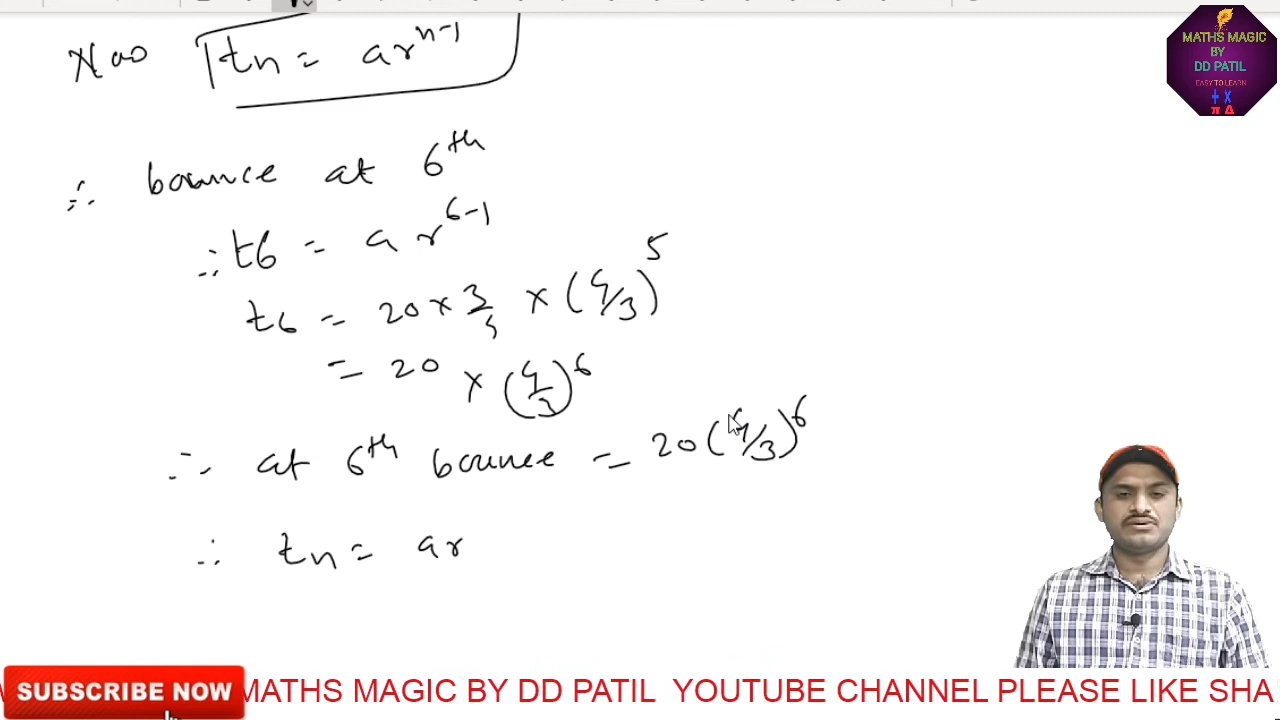 Now tn = ar^n-1
∴ bounce at 6th
∴ t6 = a r^6-1
t6 = 20 × 3/4 × (4/3)^5
= 20 × (4/3)^6
∴ at 6th bounce = 20(4/3)^6
∴ tn = ar
MATHS MAGIC
BY
DD PATIL
EASY TO LEARN
+ X
π Δ
SUBSCRIBE NOW
MATHS MAGIC BY DD PATIL YOUTUBE CHANNEL PLEASE LIKE SHA